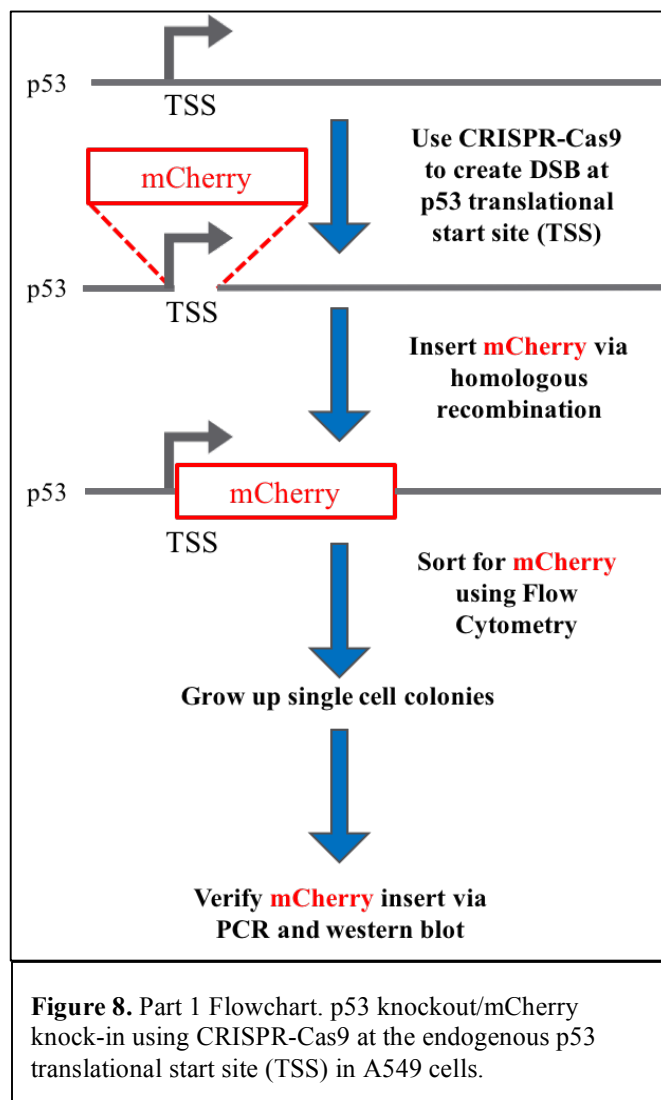 p53
TSS
mCherry
Use CRISPR-Cas9
to create DSB at
p53 translational
start site (TSS)
p53
TSS
Insert mCherry via
homologous
recombination
p53
mCherry
TSS
Sort for mCherry
using Flow
Cytometry
Grow up single cell colonies
Verify mCherry insert via
PCR and western blot
Figure 8. Part 1 Flowchart. p53 knockout/mCherry
knock-in using CRISPR-Cas9 at the endogenous p53
translational start site (TSS) in A549 cells.